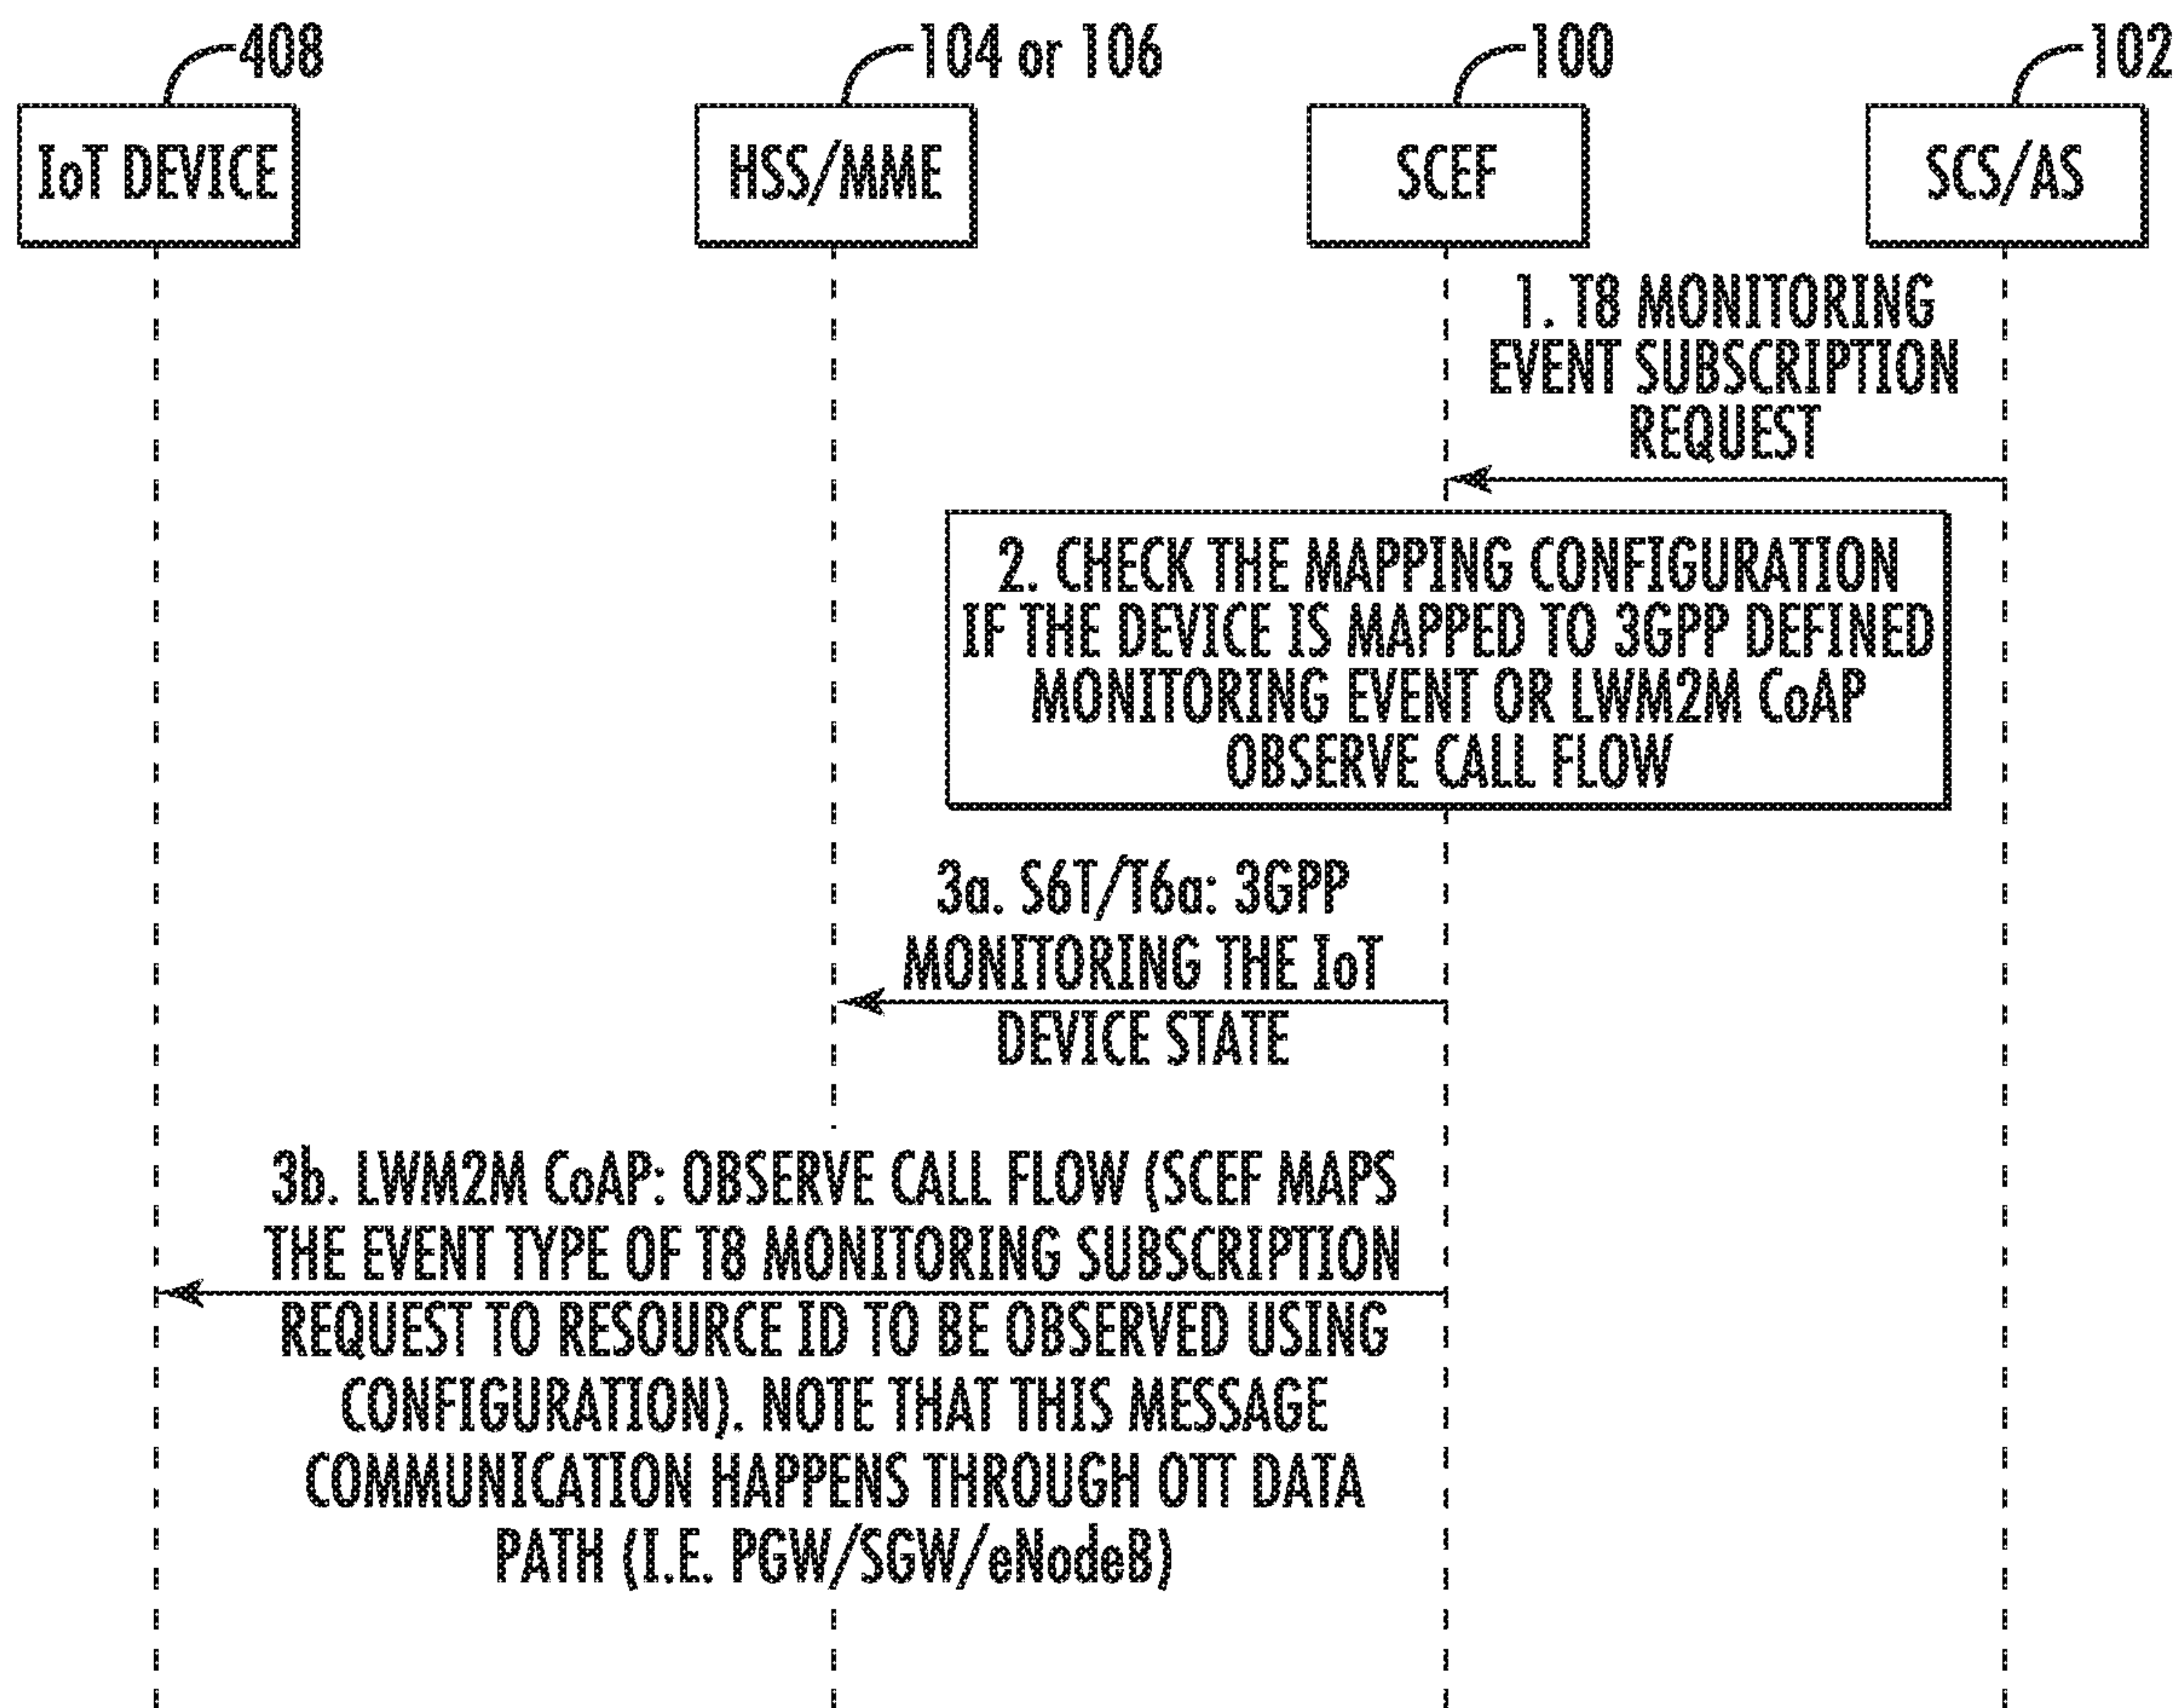 408
104 or 106
100
102
IoT DEVICE
HSS/MME
SCEF
SCS/AS
1. T8 MONITORING
EVENT SUBSCRIPTION
REQUEST
2. CHECK THE MAPPING CONFIGURATION
IF THE DEVICE IS MAPPED TO 3GPP DEFINED
MONITORING EVENT OR LWM2M CoAP
OBSERVE CALL FLOW
3a. S6T/T6a: 3GPP
MONITORING THE IoT
DEVICE STATE
3b. LWM2M CoAP: OBSERVE CALL FLOW (SCEF MAPS
THE EVENT TYPE OF T8 MONITORING SUBSCRIPTION
REQUEST TO RESOURCE ID TO BE OBSERVED USING
CONFIGURATION). NOTE THAT THIS MESSAGE
COMMUNICATION HAPPENS THROUGH OTT DATA
PATH (I.E. PGW/SGW/eNodeB)